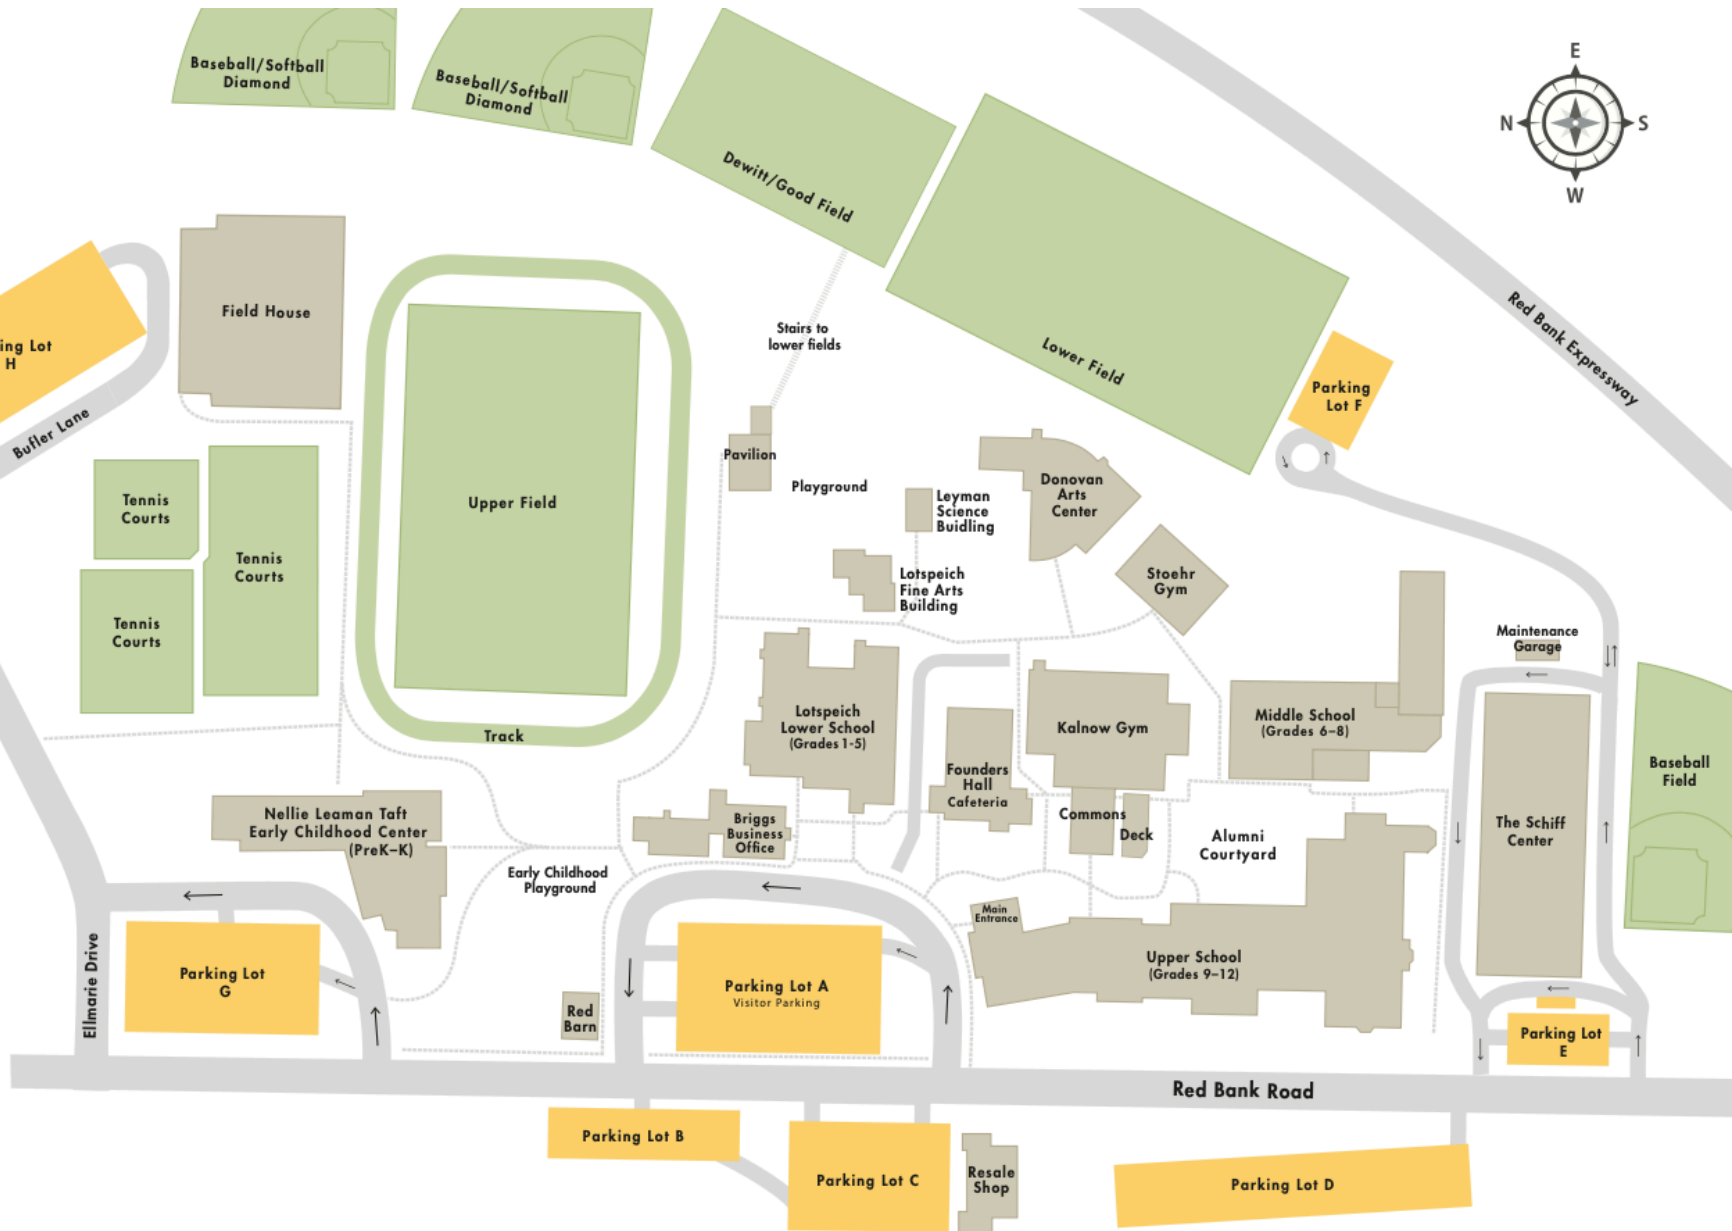 Baseball/Softball
Diamond
Baseball/Softball
Diamond
Dewitt/Good Field
E
N
S
W
Field House
ing Lot
H
Bufler Lane
Stairs to
lower fields
Lower Field
Parking
Lot F
Red Bank Expressway
Pavilion
Playground
Upper Field
Tennis
Courts
Tennis
Courts
Tennis
Courts
Leyman
Science
Buidling
Donovan
Arts
Center
Lotspeich
Fine Arts
Building
Stoehr
Gym
Maintenance
Garage
Track
Lotspeich
Lower School
(Grades 1-5)
Kalnow Gym
Middle School
(Grades 6–8)
Founders
Hall
Cafeteria
Baseball
Field
Nellie Leaman Taft
Early Childhood Center
(PreK–K)
Briggs
Business
Office
Commons
Deck
Alumni
Courtyard
The Schiff
Center
Early Childhood
Playground
Main
Entrance
Ellmarie Drive
Parking Lot
G
Parking Lot A
Visitor Parking
Upper School
(Grades 9–12)
Red
Barn
Parking Lot
E
Red Bank Road
Parking Lot B
Parking Lot C
Resale
Shop
Parking Lot D